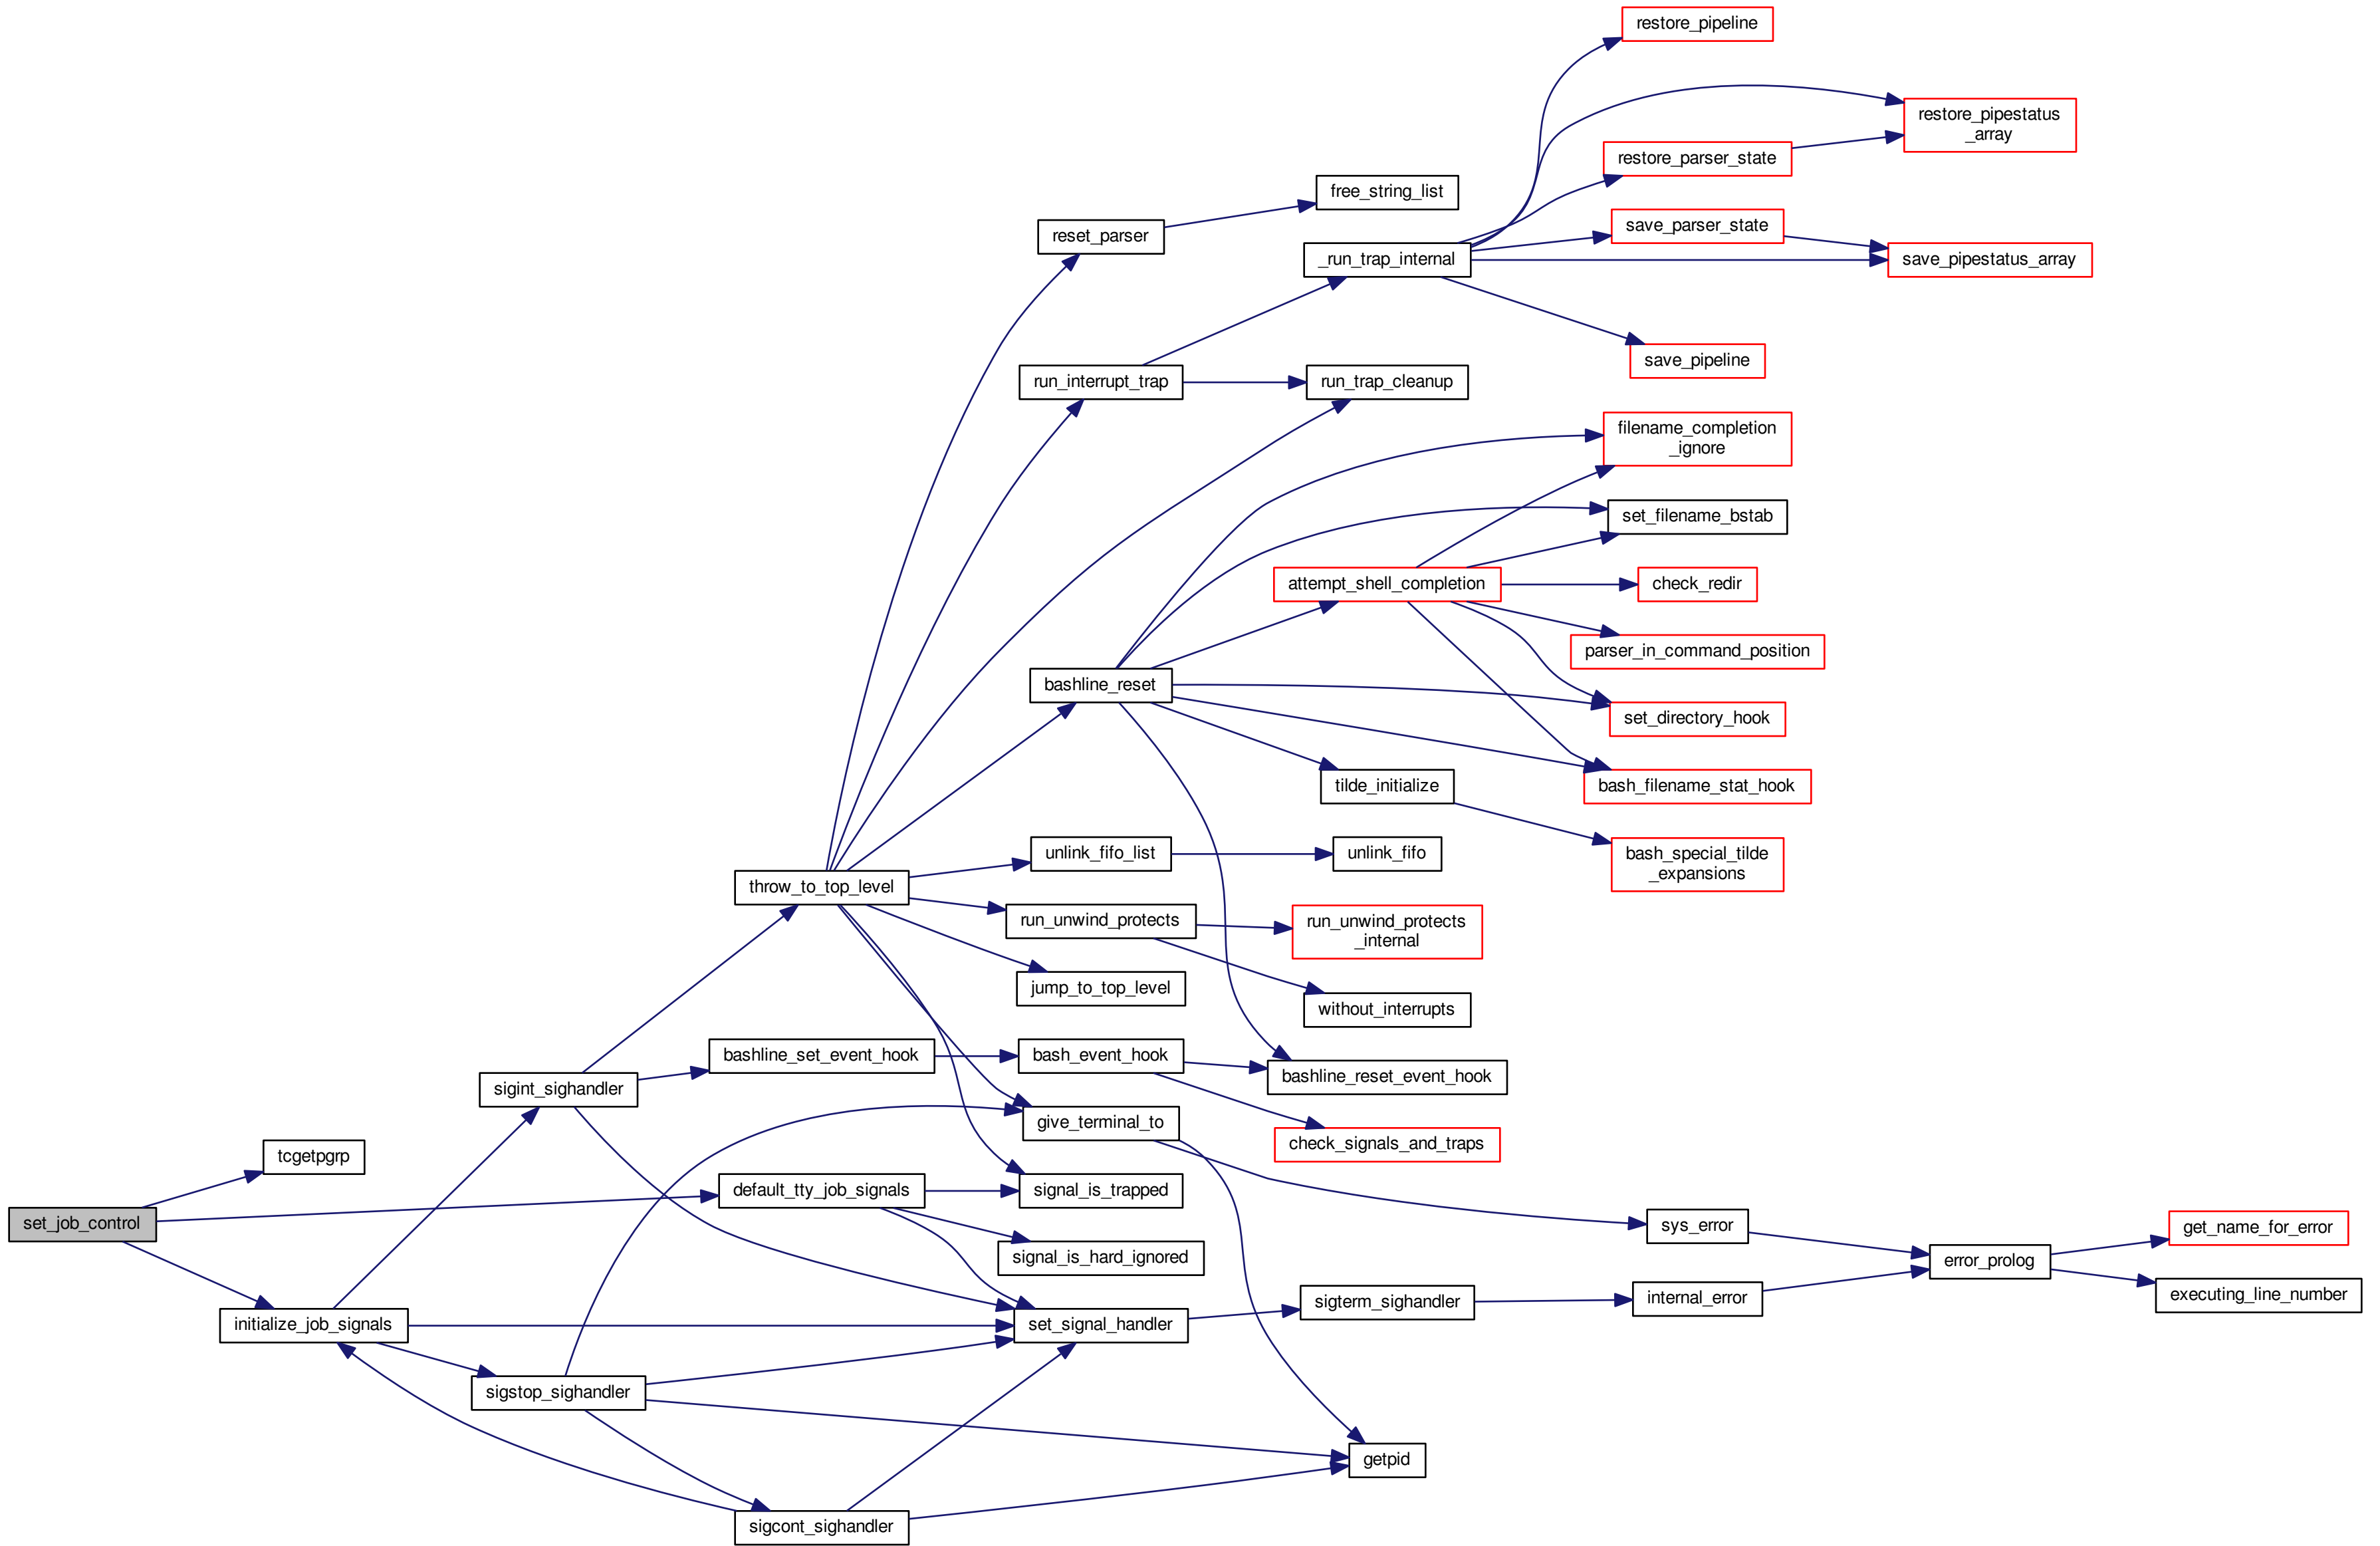 restore_pipeline
restore_pipestatus
_array
restore_parser_state
free_string_list
save_parser_state
reset_parser
_run_trap_internal
save_pipestatus_array
save_pipeline
run_interrupt_trap
run_trap_cleanup
filename_completion
_ignore
set_filename_bstab
attempt_shell_completion
check_redir
parser_in_command_position
bashline_reset
set_directory_hook
tilde_initialize
bash_filename_stat_hook
unlink_fifo_list
unlink_fifo
bash_special_tilde
_expansions
throw_to_top_level
run_unwind_protects
run_unwind_protects
_internal
jump_to_top_level
without_interrupts
bashline_set_event_hook
bash_event_hook
bashline_reset_event_hook
sigint_sighandler
give_terminal_to
check_signals_and_traps
tcgetpgrp
default_tty_job_signals
signal_is_trapped
set_job_control
sys_error
get_name_for_error
signal_is_hard_ignored
error_prolog
executing_line_number
initialize_job_signals
set_signal_handler
sigterm_sighandler
internal_error
sigstop_sighandler
getpid
sigcont_sighandler